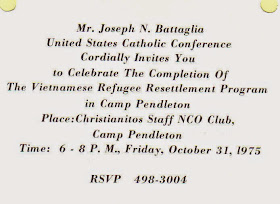 Mr. Joseph N. Battaglia
United States Catholic Conference
Cordially Invites You
to Celebrate The Completion Of
The Vietnamese Refugee Resettlement Program
in Camp Pendleton
Place:Christianitos Staff NCO Club,
Camp Pendleton
Time: 6 - 8 P. M., Friday, October 31, 1975
RSVP 498-3004